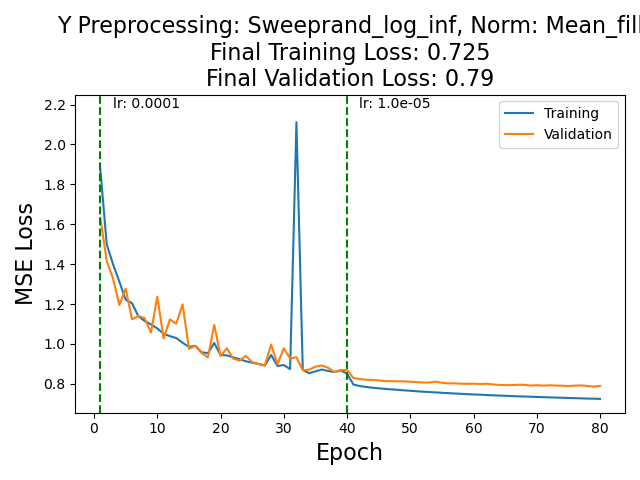 Y Preprocessing: Sweeprand_log_inf, Norm: Mean_fill
Final Training Loss: 0.725
Final Validation Loss: 0.79
lr: 0.0001
lr: 1.0e-05
Training
Validation
2.2
2.0
1.8
1.6
1.4
1.2
1.0
0.8
MSE Loss
0 10 20 30 40 50 60 70 80
Epoch